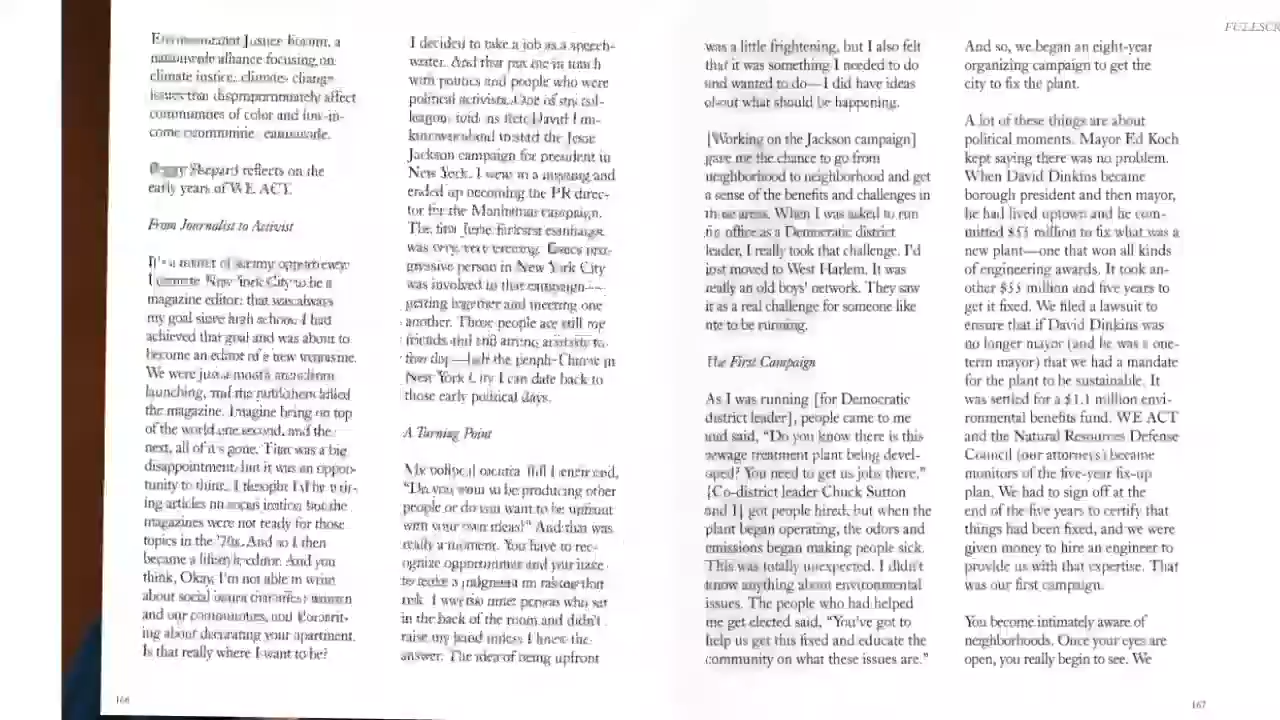 Environmental Justice Forum, a
nationwide alliance focusing on
climate justice, climate change
issues that disproportionately affect
communities of color and low-in-
come communities nationwide.
Peggy Shepard reflects on the
early years of WE ACT.
From Journalist to Activist
It's a matter of
I came to New York City to be a
magazine editor; that was always
my goal since high school. I had
achieved that goal and was about to
become an editor of a new magazine.
We were just a month
launching, and the publishers killed
the magazine. Imagine being on top
of the world one second, and the
next, all of it's gone. That was a big
disappointment, but it was an oppor-
tunity to think. I thought I'd be writ-
ing articles on social justice but the
magazines were not ready for those
topics in the '70s. And so I then
became a lifestyle editor. And you
think, Okay, I'm not able to write
about social issues women
and our communities, and I'm writ-
ing about decorating your apartment.
Is that really where I want to be?
166
I decided to take a job as a speech-
writer. And that put me in touch
with politics and people who were
political activists. One of my col-
leagues told us that David
Jesse
Jackson campaign for president in
New York. I went to a meeting and
ended up becoming the PR direc-
tor for the Manhattan campaign.
The first Jesse Jackson campaign
was very, very exciting. Every pro-
gressive person in New York City
was involved in that campaign—
getting together and meeting one
another. Those people are still my
friends and still among
the people I know in
New York City I can date back to
those early political days.
A Turning Point
My political mentor, Bill
"Do you want to be producing other
people or do you want to be upfront
with your own ideas?" And that was
really a moment. You have to rec-
ognize opportunities and you have
to make a judgment on taking that
risk. I was the person who sat
in the back of the room and didn't
raise my hand unless I knew the
answer. The idea of being upfront
FULLSCR
was a little frightening, but I also felt
that it was something I needed to do
and wanted to do—I did have ideas
about what should be happening.
[Working on the Jackson campaign]
gave me the chance to go from
neighborhood to neighborhood and get
a sense of the benefits and challenges in
those areas. When I was asked to run
for office as a Democratic district
leader, I really took that challenge. I'd
just moved to West Harlem. It was
really an old boys' network. They saw
it as a real challenge for someone like
me to be running.
The First Campaign
As I was running [for Democratic
district leader], people came to me
and said, "Do you know there is this
sewage treatment plant being devel-
oped? You need to get us jobs there."
[Co-district leader Chuck Sutton
and I] got people hired, but when the
plant began operating, the odors and
emissions began making people sick.
This was totally unexpected. I didn't
know anything about environmental
issues. The people who had helped
me get elected said, "You've got to
help us get this fixed and educate the
community on what these issues are."
And so, we began an eight-year
organizing campaign to get the
city to fix the plant.
A lot of these things are about
political moments. Mayor Ed Koch
kept saying there was no problem.
When David Dinkins became
borough president and then mayor,
he had lived uptown and he com-
mitted $55 million to fix what was a
new plant—one that won all kinds
of engineering awards. It took an-
other $55 million and five years to
get it fixed. We filed a lawsuit to
ensure that if David Dinkins was
no longer mayor (and he was a one-
term mayor) that we had a mandate
for the plant to be sustainable. It
was settled for a $1.1 million envi-
ronmental benefits fund. WE ACT
and the Natural Resources Defense
Council (our attorneys) became
monitors of the five-year fix-up
plan. We had to sign off at the
end of the five years to certify that
things had been fixed, and we were
given money to hire an engineer to
provide us with that expertise. That
was our first campaign.
You become intimately aware of
neighborhoods. Once your eyes are
open, you really begin to see. We
167